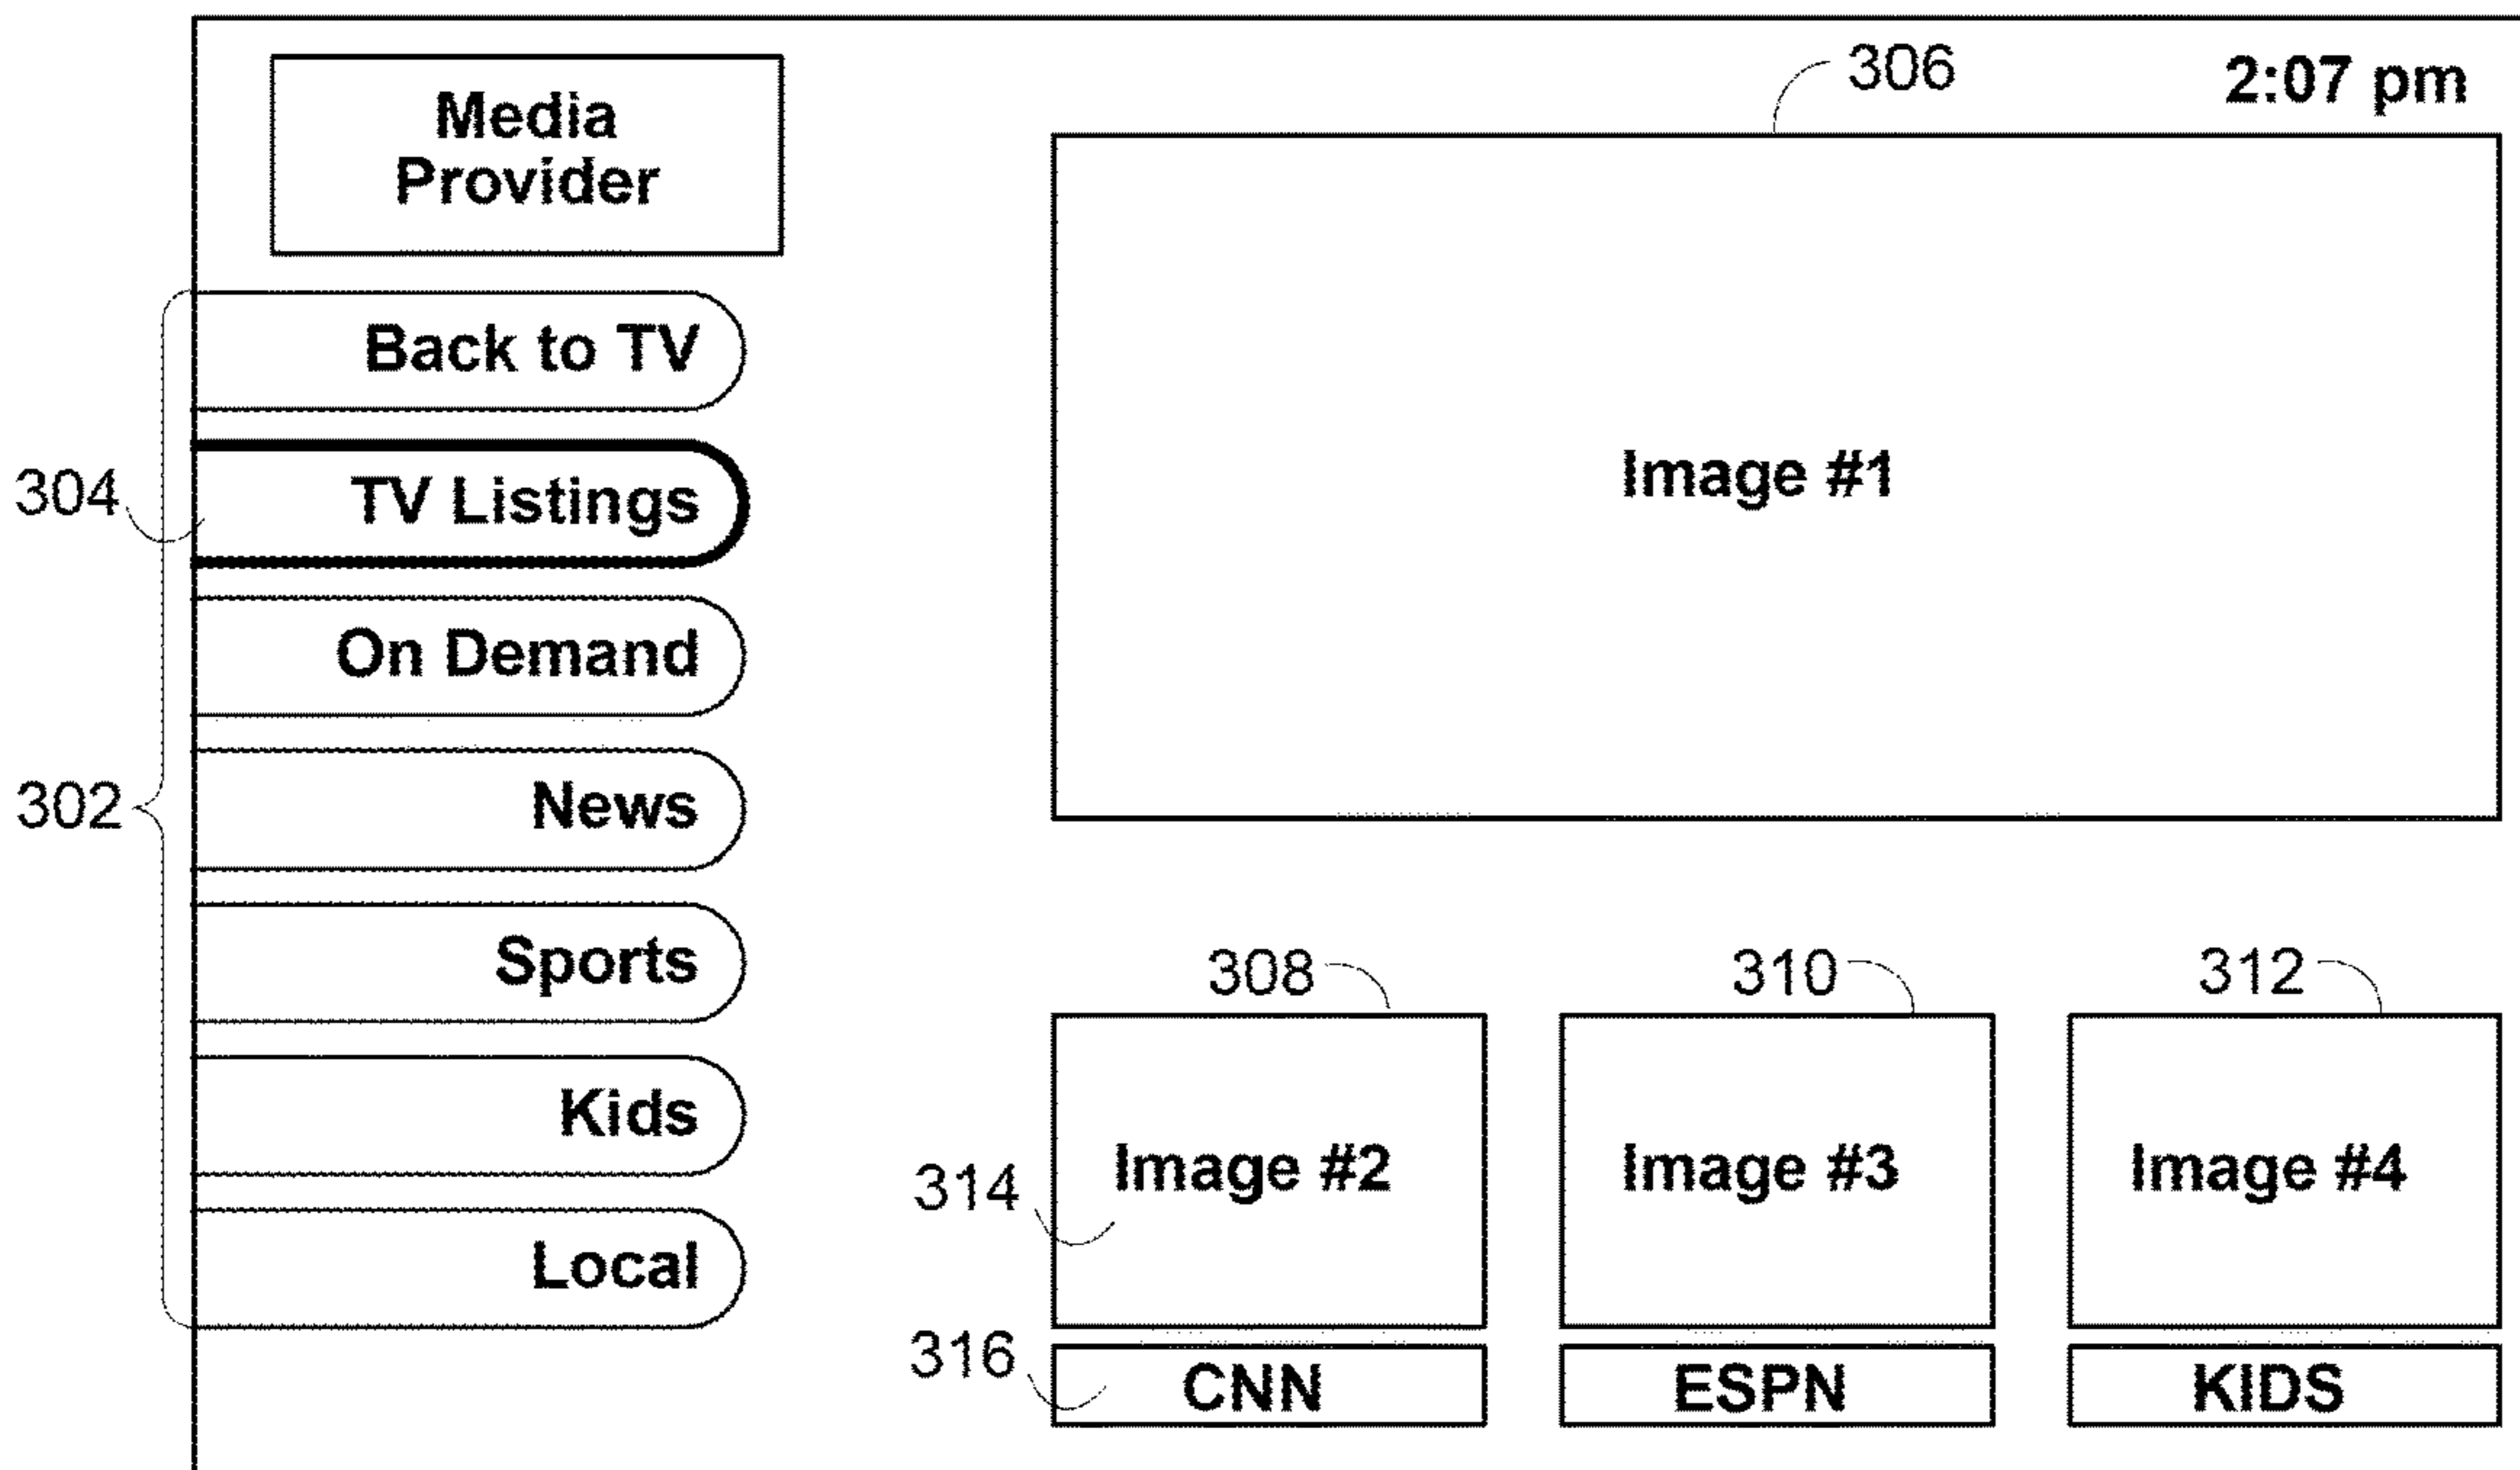 306
2:07 pm
Media
Provider
Back to TV
304
TV Listings
Image #1
On Demand
302
News
Sports
308
310
312
Kids
314
Image #2
Image #3
Image #4
Local
316
CNN
ESPN
KIDS